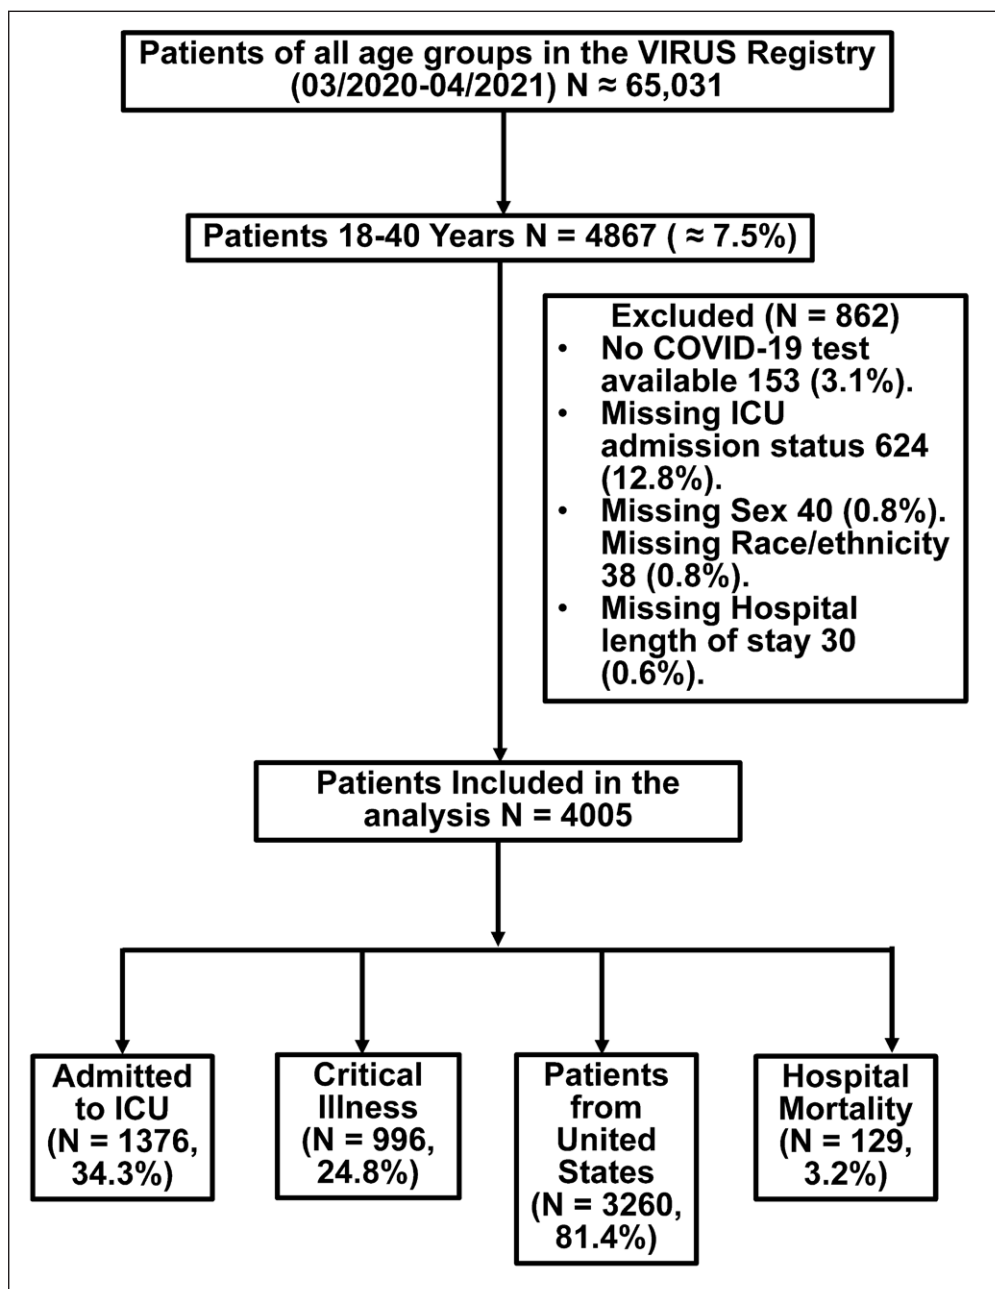 Patients of all age groups in the VIRUS Registry
(03/2020-04/2021) N ≈ 65,031
Patients 18-40 Years N = 4867 ( ≈ 7.5%)
Excluded (N = 862)
• No COVID-19 test
available 153 (3.1%).
• Missing ICU
admission status 624
(12.8%).
• Missing Sex 40 (0.8%).
Missing Race/ethnicity
38 (0.8%).
• Missing Hospital
length of stay 30
(0.6%).
Patients Included in the
analysis N = 4005
Admitted
to ICU
(N = 1376,
34.3%)
Critical
Illness
(N = 996,
24.8%)
Patients
from
United
States
(N = 3260,
81.4%)
Hospital
Mortality
(N = 129,
3.2%)